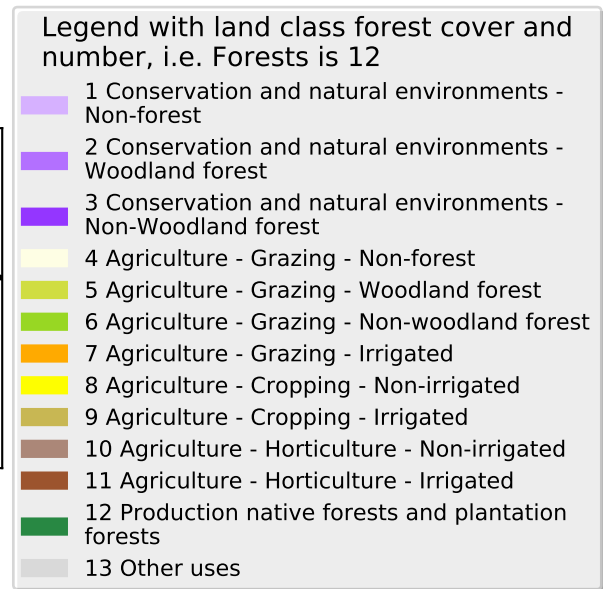 Legend with land class forest cover and
number, i.e. Forests is 12
1 Conservation and natural environments -
Non-forest
2 Conservation and natural environments -
Woodland forest
3 Conservation and natural environments -
Non-Woodland forest
4 Agriculture - Grazing - Non-forest
5 Agriculture - Grazing - Woodland forest
6 Agriculture - Grazing - Non-woodland forest
7 Agriculture - Grazing - Irrigated
8 Agriculture - Cropping - Non-irrigated
9 Agriculture - Cropping - Irrigated
10 Agriculture - Horticulture - Non-irrigated
11 Agriculture - Horticulture - Irrigated
12 Production native forests and plantation
forests
13 Other uses